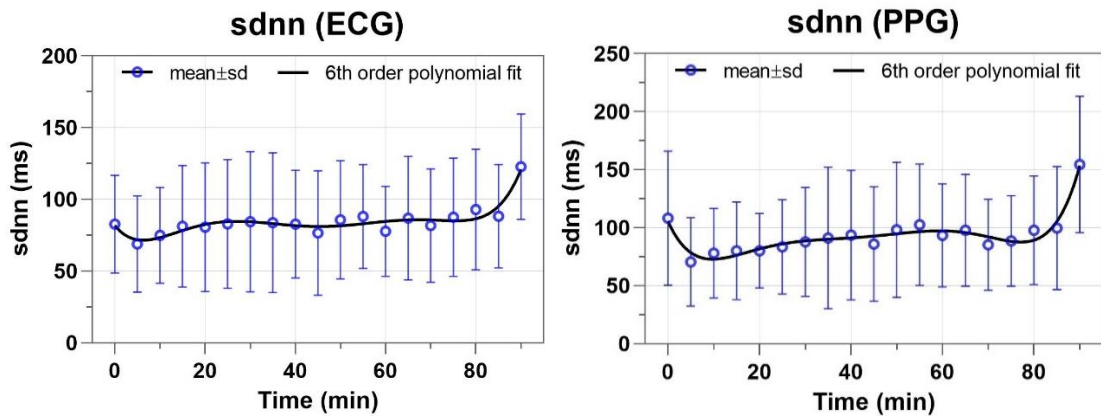 sdnn (ECG)
mean±sd
6th order polynomial fit
200
150
100
50
0
sdnn (ms)
0
20
40
60
80
Time (min)
sdnn (PPG)
mean±sd
6th order polynomial fit
250
200
150
100
50
0
sdnn (ms)
0
20
40
60
80
Time (min)